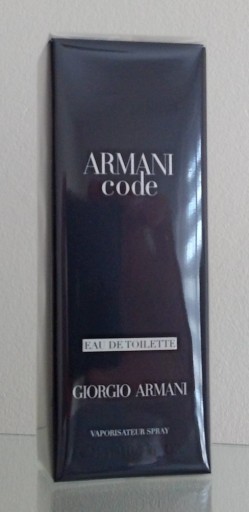 ARMANI
code
EAU DE TOILETTE
GIORGIO ARMANI
VAPORISATEUR SPRAY